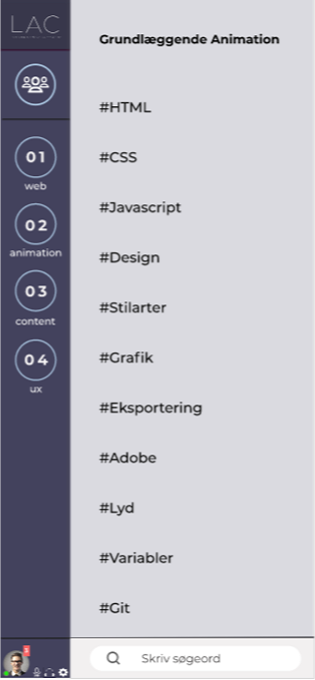 LAC
Grundlæggende Animation
01
web
02
animation
03
content
04
ux
#HTML
#CSS
#Javascript
#Design
#Stilarter
#Grafik
#Eksportering
#Adobe
#Lyd
#Variabler
#Git
Skriv søgeord